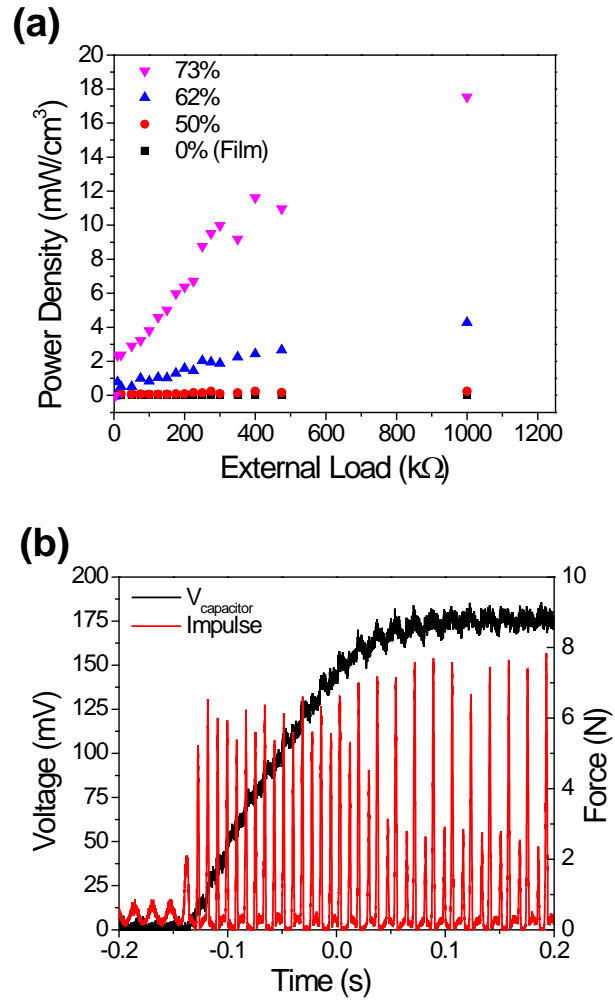 (a)
20
18
16
14
12
10
8
6
4
2
0
Power Density (mW/cm³)
73%
62%
50%
0% (Film)
0 200 400 600 800 1000 1200
External Load (kΩ)
(b)
200
175
150
125
100
75
50
25
0
Voltage (mV)
V_capacitor
Impulse
10
8
6
4
2
0
Force (N)
-0.2 -0.1 0.0 0.1 0.2
Time (s)